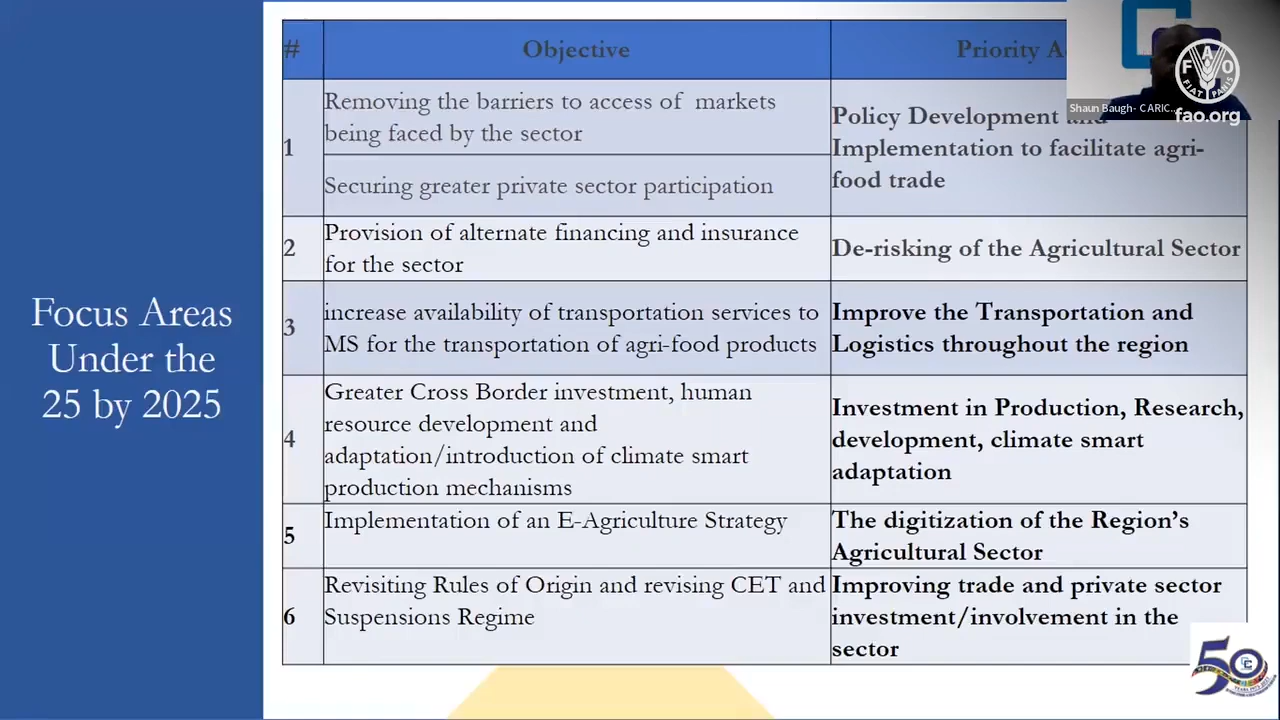 Focus Areas
Under the
25 by 2025
# Objective Priority
1
Removing the barriers to access of markets
being faced by the sector
Securing greater private sector participation
Policy Development and
Implementation to facilitate agri-
food trade
2
Provision of alternate financing and insurance
for the sector
De-risking of the Agricultural Sector
3
increase availability of transportation services to
MS for the transportation of agri-food products
Improve the Transportation and
Logistics throughout the region
4
Greater Cross Border investment, human
resource development and
adaptation/introduction of climate smart
production mechanisms
Investment in Production, Research,
development, climate smart
adaptation
5
Implementation of an E-Agriculture Strategy
The digitization of the Region's
Agricultural Sector
6
Revisiting Rules of Origin and revising CET and
Suspensions Regime
Improving trade and private sector
investment/involvement in the
sector
Shaun Baugh- CARIC...
F A O
FIAT PANIS
fao.org
50